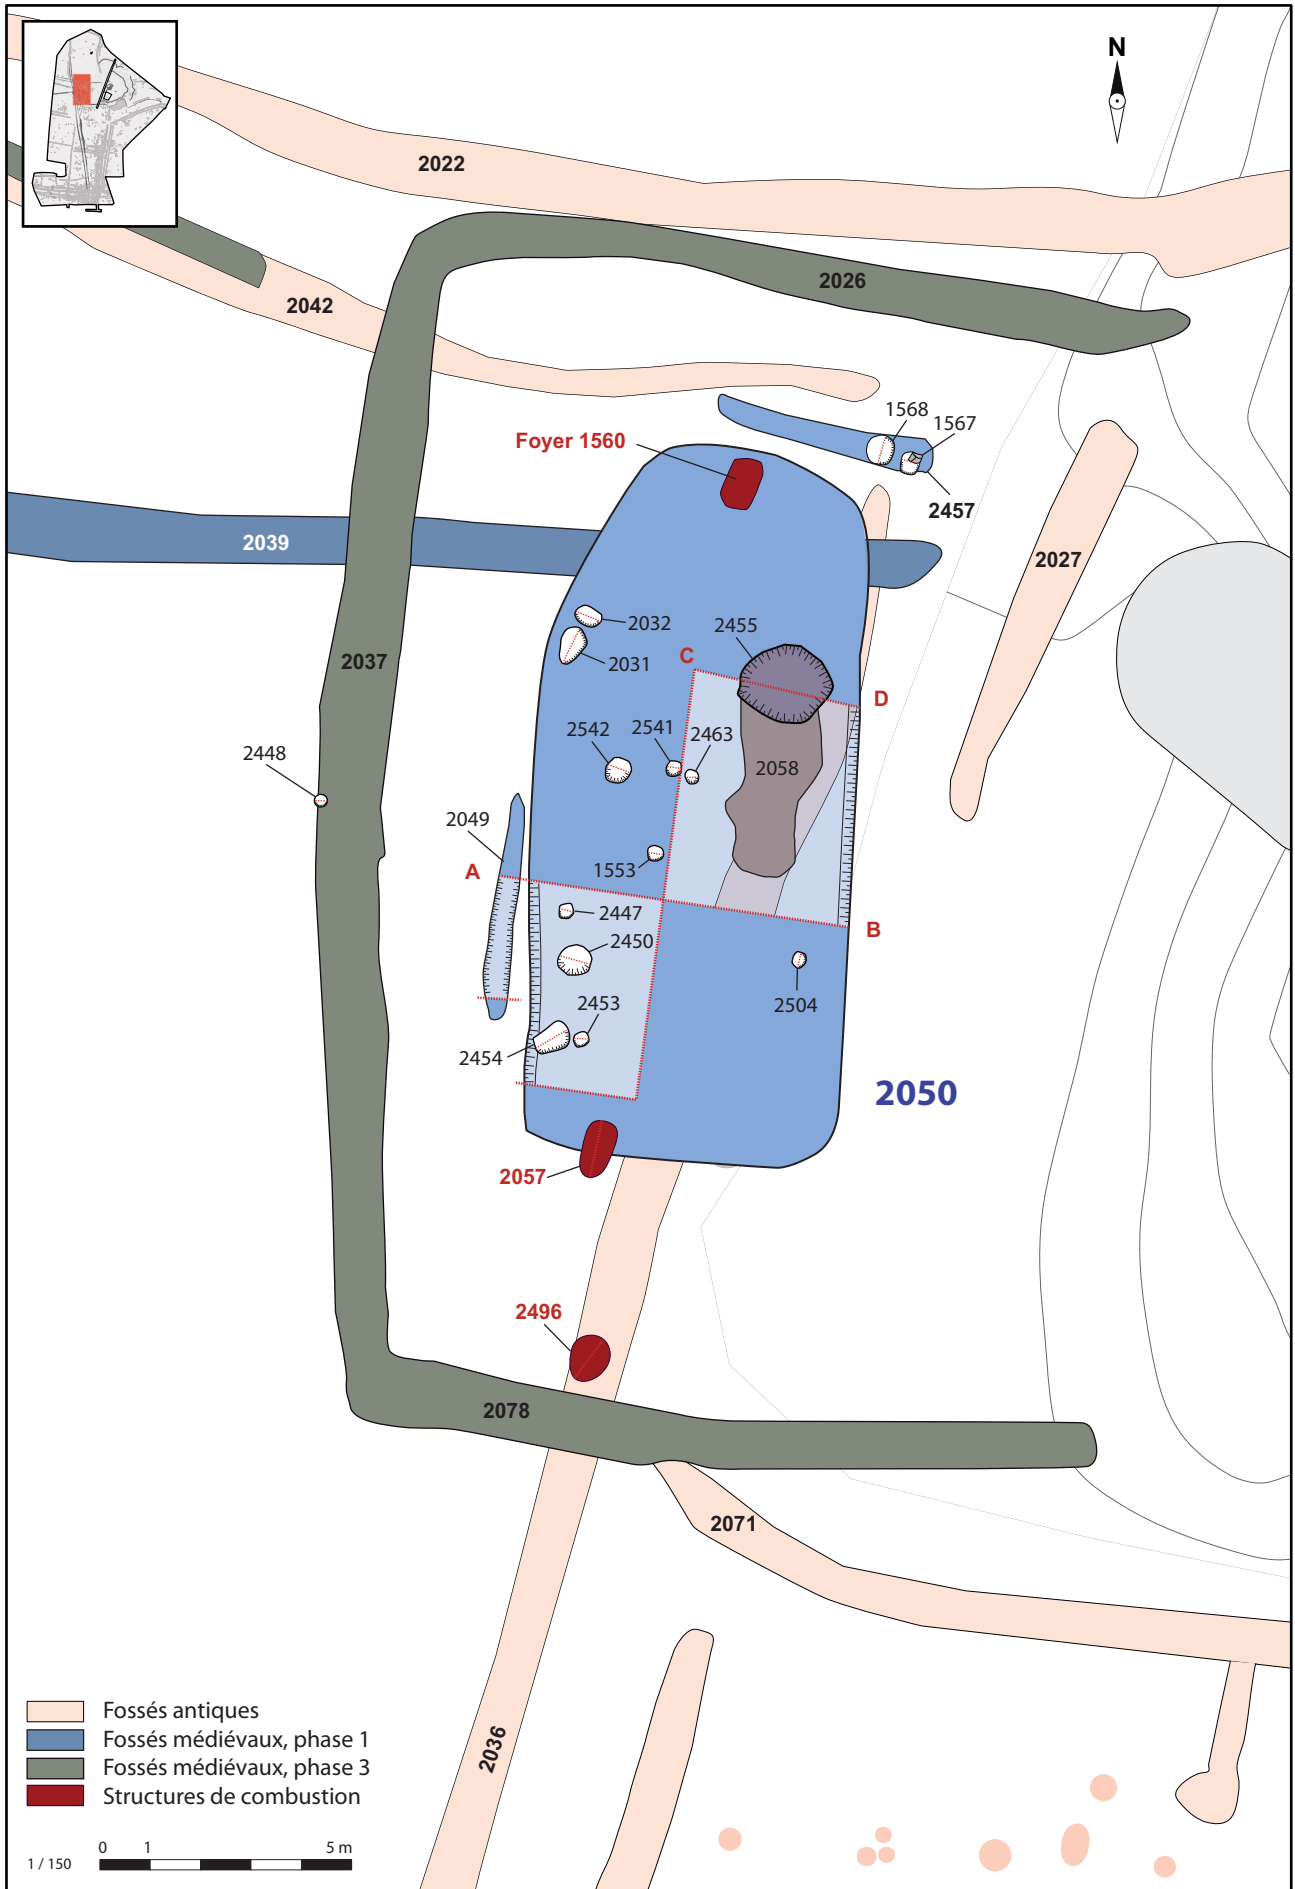 N
2022
2026
2042
1568
1567
Foyer 1560
2457
2039
2027
2032
2455
2031
C
2037
D
2542
2541
2463
2448
2058
2049
A
1553
2447
B
2450
2453
2504
2454
2050
2057
2496
2078
2071
2036
Fossés antiques
Fossés médiévaux, phase 1
Fossés médiévaux, phase 3
Structures de combustion
0 1 5 m
1 / 150